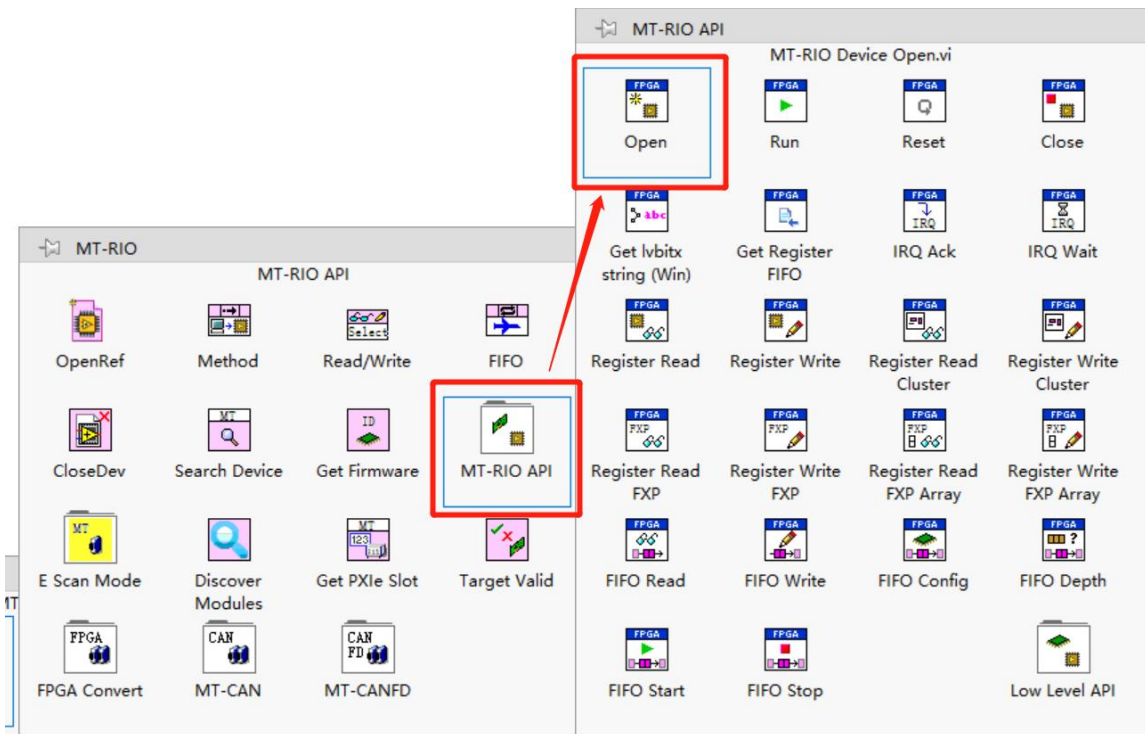 MT-RIO API
MT-RIO Device Open.vi
FPGA FPGA FPGA FPGA
Open Run Reset Close
FPGA FPGA FPGA FPGA
abc IRQ IRQ
Get lvbitx string (Win)
Get Register FIFO
IRQ Ack
IRQ Wait
FPGA FPGA FPGA FPGA
Register Read
Register Write
Register Read Cluster
Register Write Cluster
FPGA FPGA FPGA FPGA
FXP FXP FXP FXP
Register Read FXP
Register Write FXP
Register Read FXP Array
Register Write FXP Array
FPGA FPGA FPGA FPGA
?
FIFO Read FIFO Write FIFO Config FIFO Depth
FPGA FPGA
FIFO Start FIFO Stop Low Level API
MT-RIO
MT-RIO API
Select
OpenRef Method Read/Write FIFO
MT ID
CloseDev Search Device Get Firmware MT-RIO API
MT MT
123
E Scan Mode
Discover Modules
Get PXIe Slot
Target Valid
FPGA CAN CAN
FD
FPGA Convert MT-CAN MT-CANFD